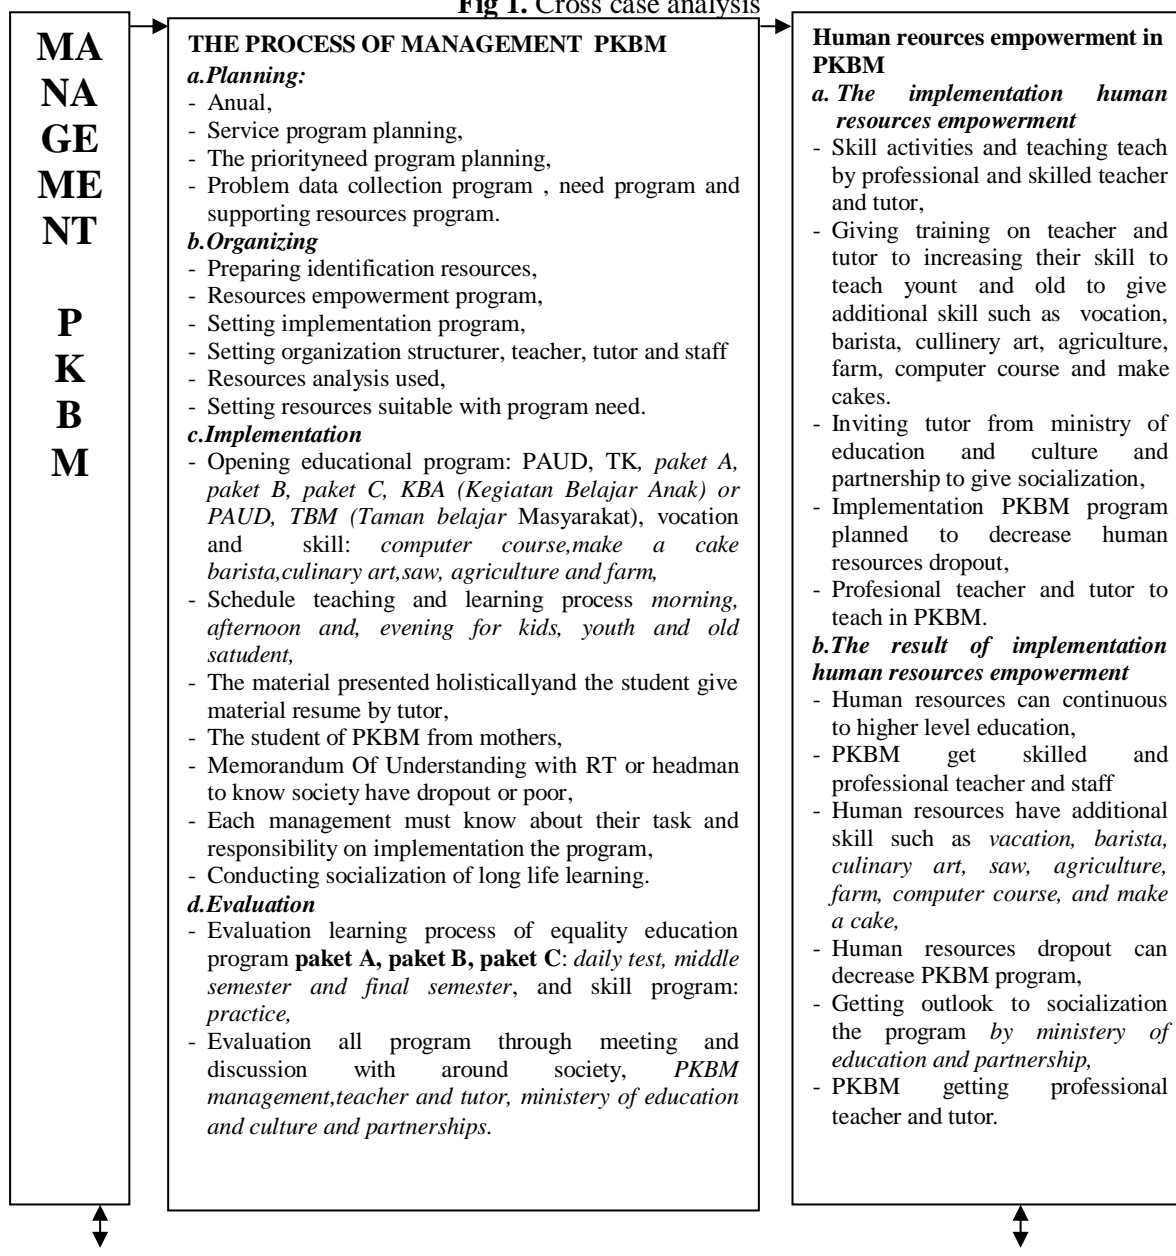 Fig 1. Cross case analysis
MA
NA
GE
ME
NT
P
K
B
M
THE PROCESS OF MANAGEMENT PKBM
a.Planning:
- Anual,
- Service program planning,
- The priorityneed program planning,
- Problem data collection program , need program and
supporting resources program.
b.Organizing
- Preparing identification resources,
- Resources empowerment program,
- Setting implementation program,
- Setting organization structurer, teacher, tutor and staff
- Resources analysis used,
- Setting resources suitable with program need.
c.Implementation
- Opening educational program: PAUD, TK, paket A,
paket B, paket C, KBA (Kegiatan Belajar Anak) or
PAUD, TBM (Taman belajar Masyarakat), vocation
and skill: computer course,make a cake
barista,culinary art,saw, agriculture and farm,
- Schedule teaching and learning process morning,
afternoon and, evening for kids, youth and old
satudent,
- The material presented holisticallyand the student give
material resume by tutor,
- The student of PKBM from mothers,
- Memorandum Of Understanding with RT or headman
to know society have dropout or poor,
- Each management must know about their task and
responsibility on implementation the program,
- Conducting socialization of long life learning.
d.Evaluation
- Evaluation learning process of equality education
program paket A, paket B, paket C: daily test, middle
semester and final semester, and skill program:
practice,
- Evaluation all program through meeting and
discussion with around society, PKBM
management,teacher and tutor, ministery of education
and culture and partnerships.
Human reources empowerment in
PKBM
a. The implementation human
resources empowerment
- Skill activities and teaching teach
by professional and skilled teacher
and tutor,
- Giving training on teacher and
tutor to increasing their skill to
teach yount and old to give
additional skill such as vocation,
barista, cullinery art, agriculture,
farm, computer course and make
cakes.
- Inviting tutor from ministry of
education and culture and
partnership to give socialization,
- Implementation PKBM program
planned to decrease human
resources dropout,
- Profesional teacher and tutor to
teach in PKBM.
b.The result of implementation
human resources empowerment
- Human resources can continuous
to higher level education,
- PKBM get skilled and
professional teacher and staff
- Human resources have additional
skill such as vacation, barista,
culinary art, saw, agriculture,
farm, computer course, and make
a cake,
- Human resources dropout can
decrease PKBM program,
- Getting outlook to socialization
the program by ministery of
education and partnership,
- PKBM getting professional
teacher and tutor.